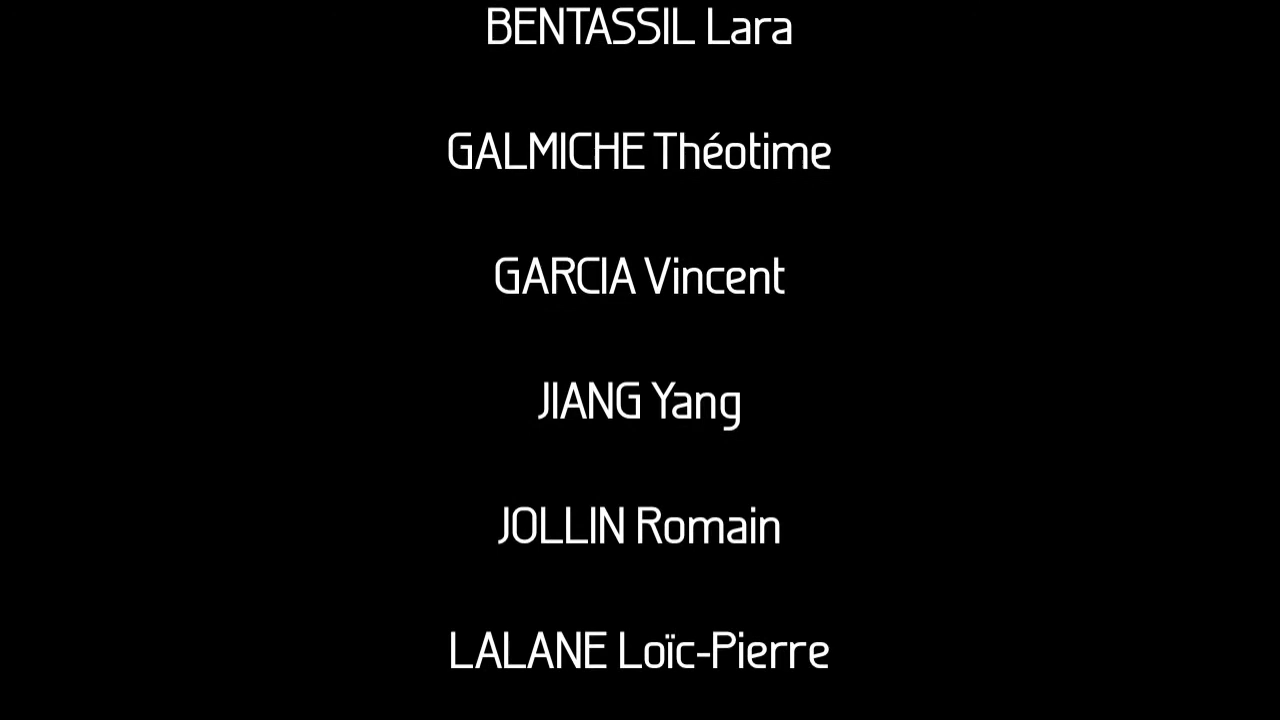 BENTASSIL Lara
GALMICHE Théotime
GARCIA Vincent
JIANG Yang
JOLLIN Romain
LALANE Loïc-Pierre